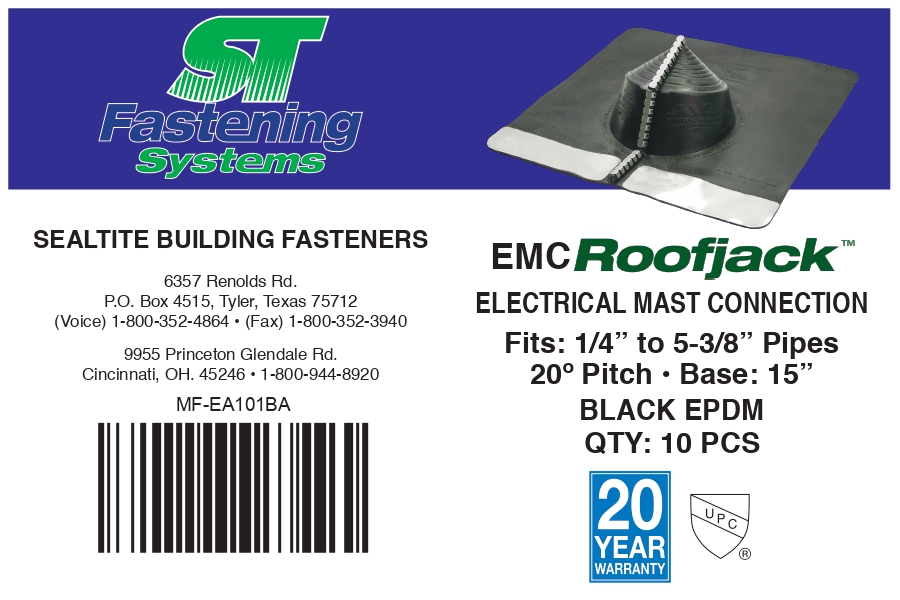 ST
Fastening
Systems
SEALTITE BUILDING FASTENERS
6357 Renolds Rd.
P.O. Box 4515, Tyler, Texas 75712
(Voice) 1-800-352-4864 • (Fax) 1-800-352-3940
9955 Princeton Glendale Rd.
Cincinnati, OH. 45246 • 1-800-944-8920
MF-EA101BA
EMC Roofjack™
ELECTRICAL MAST CONNECTION
Fits: 1/4” to 5-3/8” Pipes
20º Pitch • Base: 15”
BLACK EPDM
QTY: 10 PCS
20
YEAR
WARRANTY
UPC
®